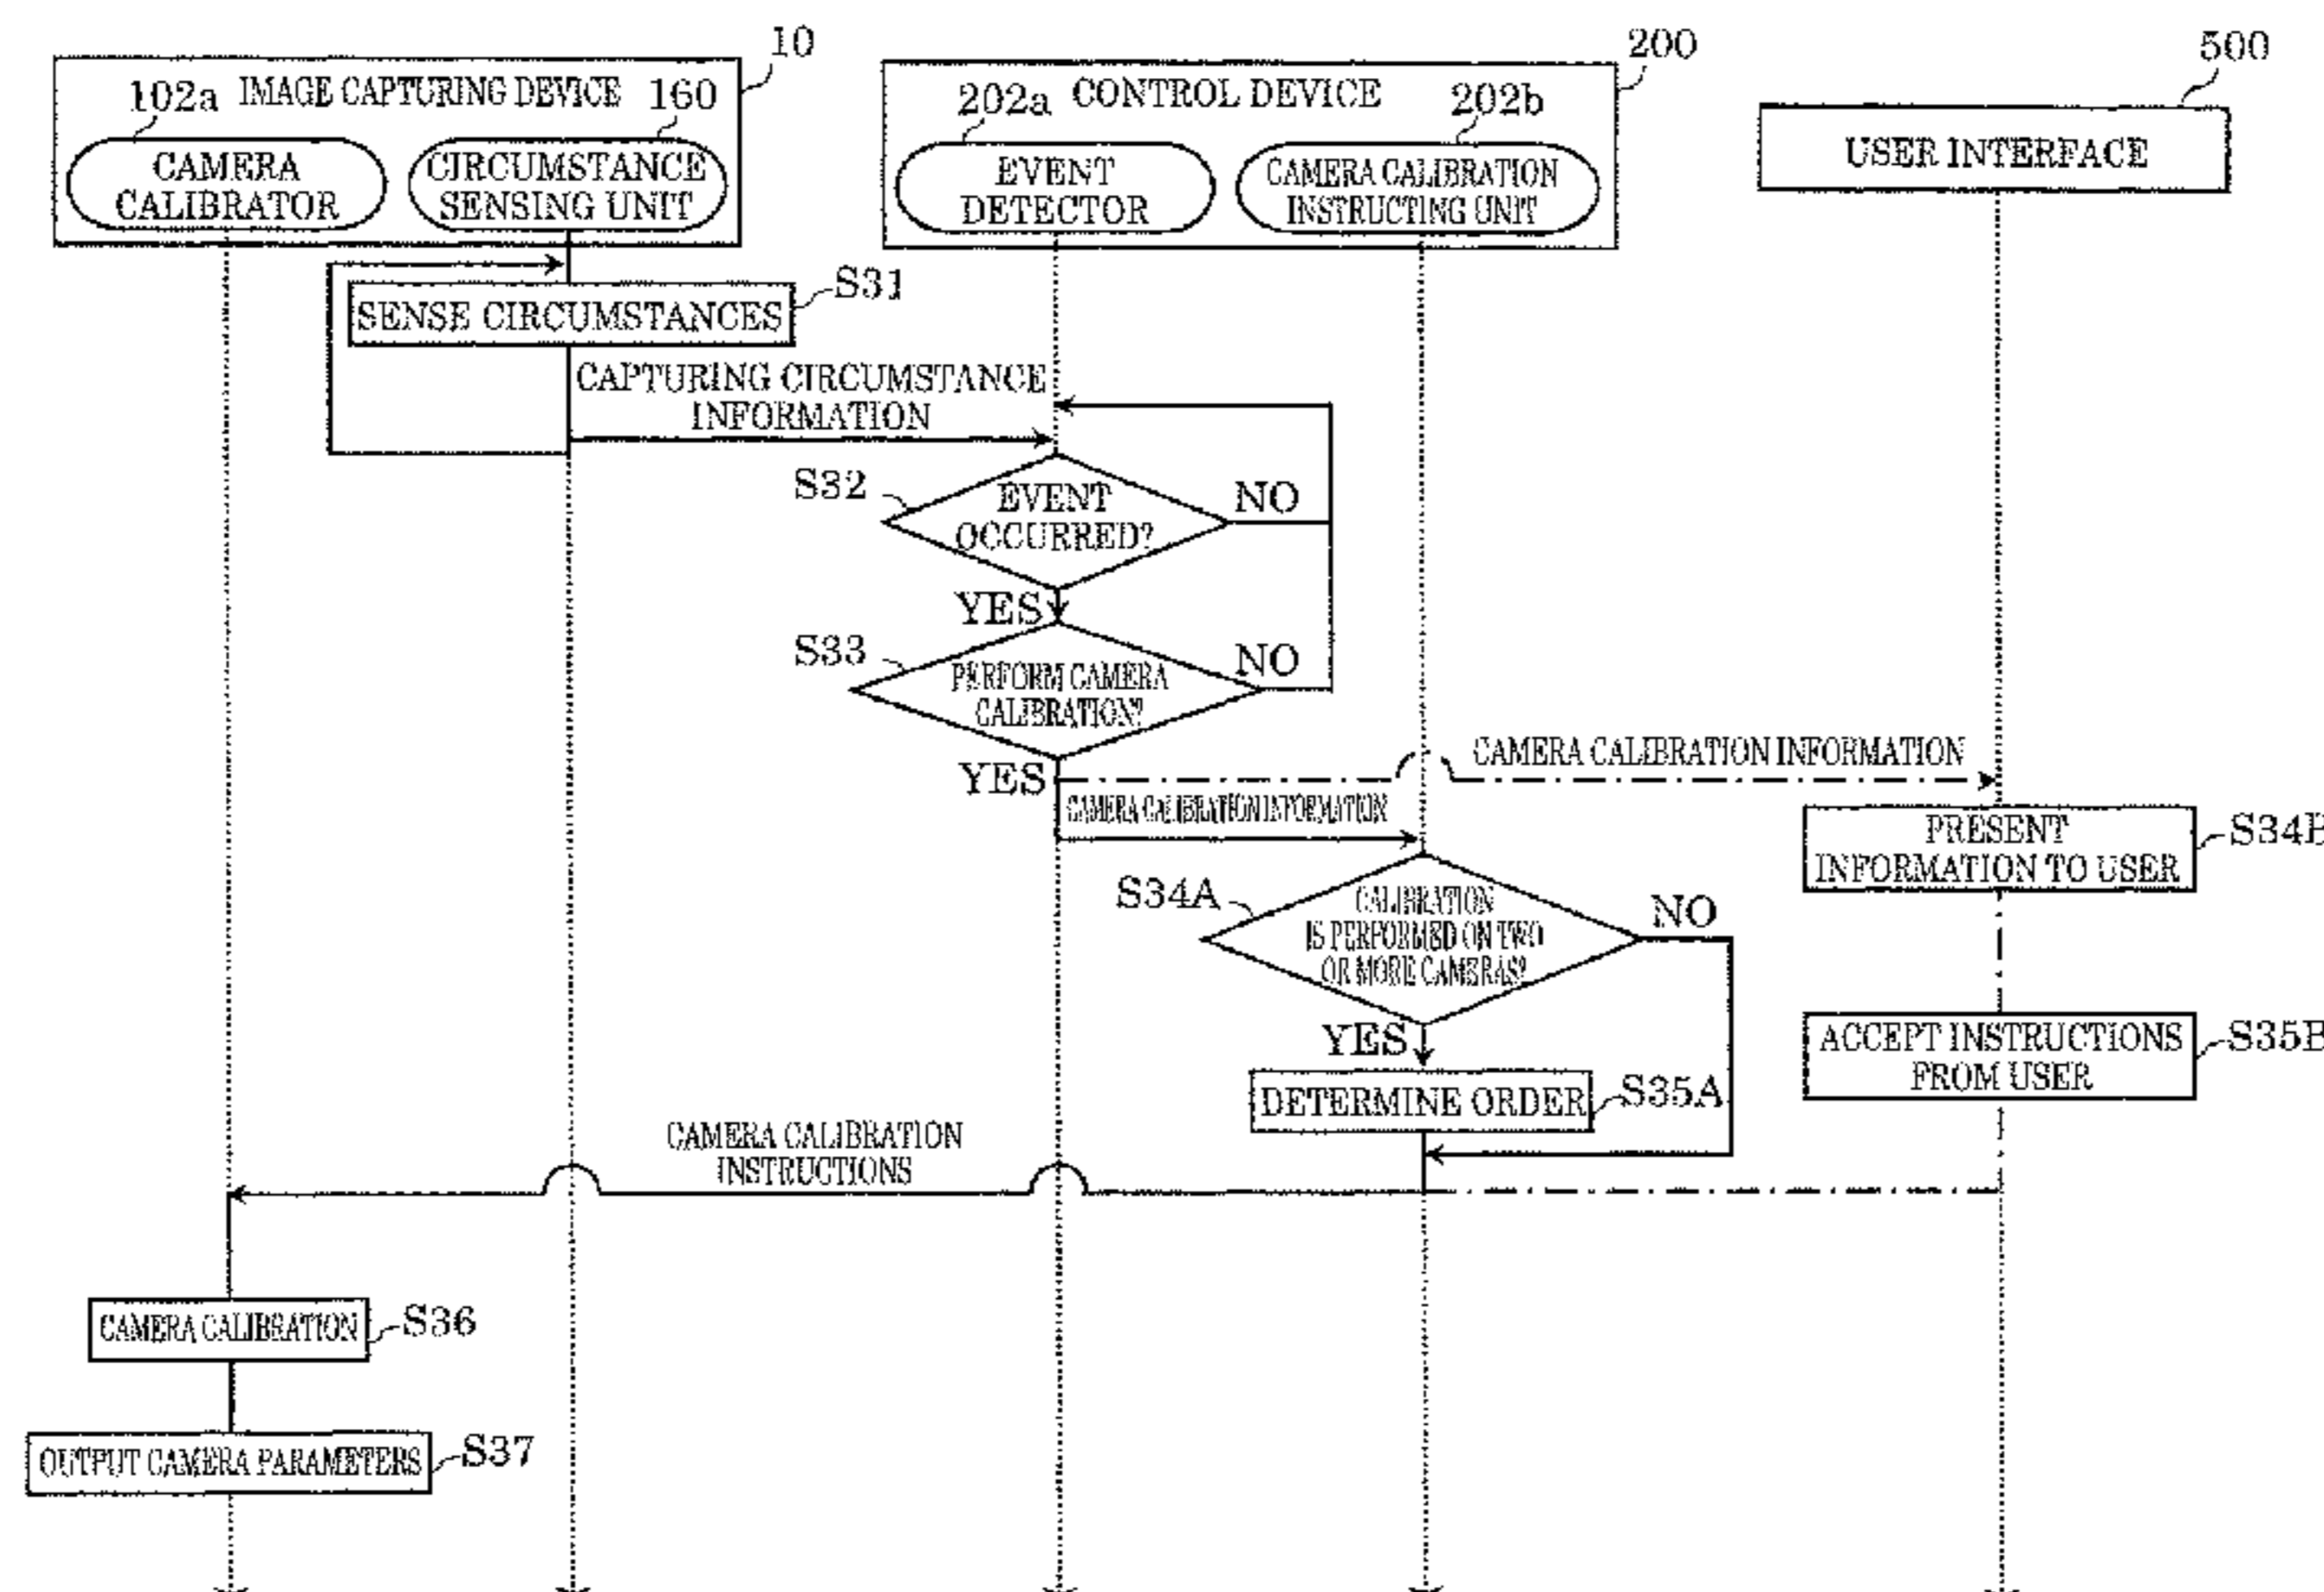 10
200
500
102a IMAGE CAPTURING DEVICE 160
202a CONTROL DEVICE 202b
CAMERA
CALIBRATOR
CIRCUMSTANCE
SENSING UNIT
EVENT
DETECTOR
CAMERA CALIBRATION
INSTRUCTING UNIT
USER INTERFACE
SENSE CIRCUMSTANCES
S31
CAPTURING CIRCUMSTANCE
INFORMATION
S32
EVENT
OCCURRED?
NO
YES
S33
PERFORM CAMERA
CALIBRATION?
NO
YES
CAMERA CALIBRATION INFORMATION
CAMERA CALIBRATION INFORMATION
PRESENT
INFORMATION TO USER
S34B
S34A
CALIBRATION
IS PERFORMED ON TWO
OR MORE CAMERAS?
NO
YES
ACCEPT INSTRUCTIONS
FROM USER
S35B
DETERMINE ORDER
S35A
CAMERA CALIBRATION
INSTRUCTIONS
CAMERA CALIBRATION
S36
OUTPUT CAMERA PARAMETERS
S37